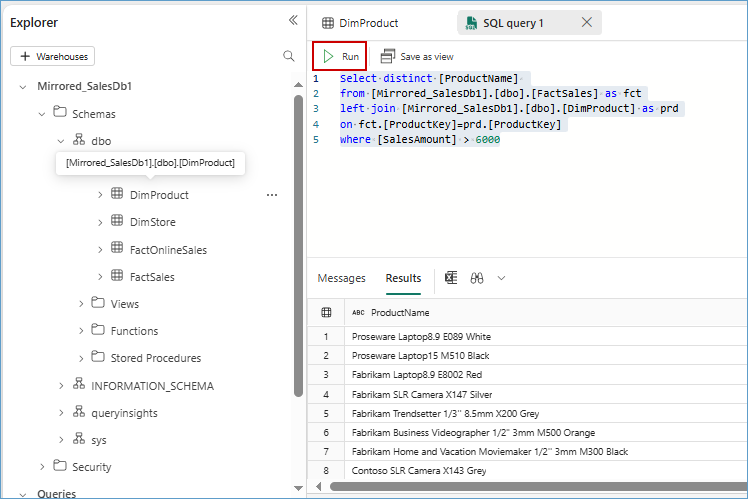 Explorer
+ Warehouses
Mirrored_SalesDb1
Schemas
dbo
[Mirrored_SalesDb1].[dbo].[DimProduct]
DimProduct
DimStore
FactOnlineSales
FactSales
Views
Functions
Stored Procedures
INFORMATION_SCHEMA
queryinsights
sys
Security
Queries
DimProduct
SQL query 1
Run
Save as view
1 Select distinct [ProductName]
2 from [Mirrored_SalesDb1].[dbo].[FactSales] as fct
3 left join [Mirrored_SalesDb1].[dbo].[DimProduct] as prd
4 on fct.[ProductKey]=prd.[ProductKey]
5 where [SalesAmount] > 6000
Messages Results
ABC ProductName
1 Proseware Laptop8.9 E089 White
2 Proseware Laptop15 M510 Black
3 Fabrikam Laptop8.9 E8002 Red
4 Fabrikam SLR Camera X147 Silver
5 Fabrikam Trendsetter 1/3" 8.5mm X200 Grey
6 Fabrikam Business Videographer 1/2" 3mm M500 Orange
7 Fabrikam Home and Vacation Moviemaker 1/2" 3mm M300 Black
8 Contoso SLR Camera X143 Grey